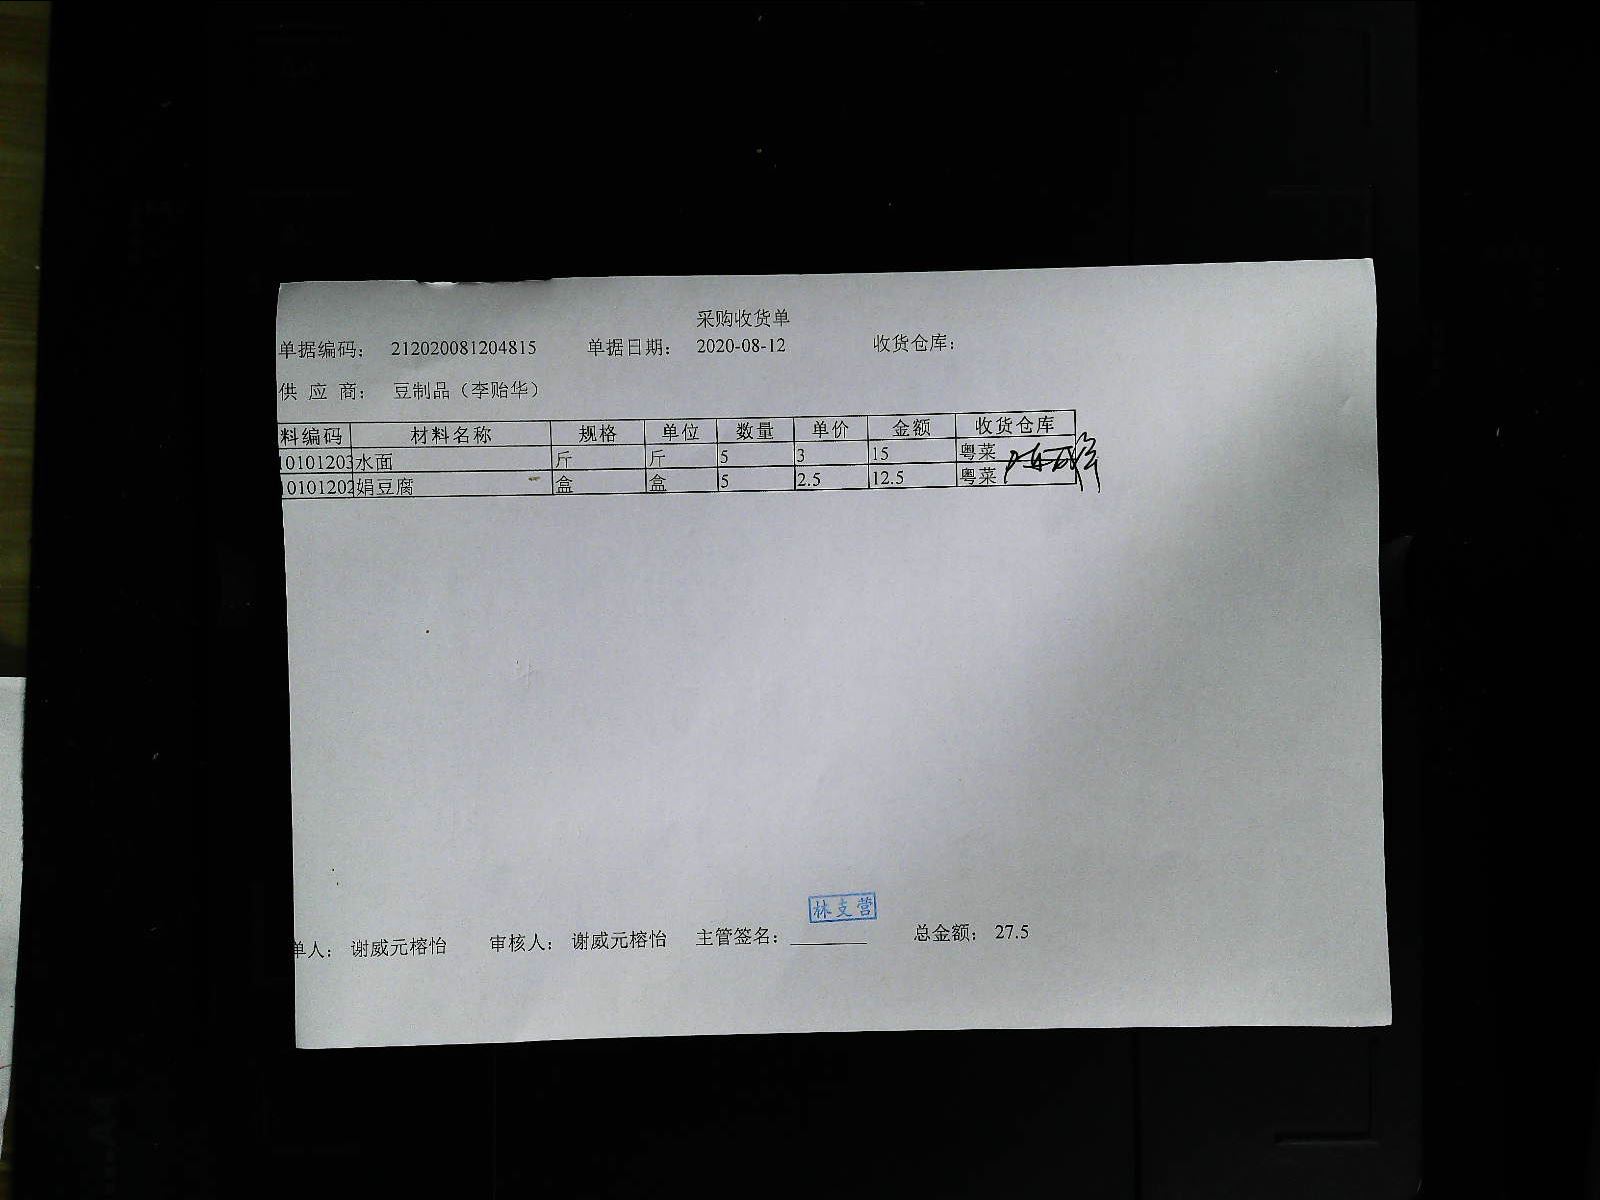 采购收货单
单据编码： 212020081204815 单据日期： 2020-08-12 收货仓库：
供 应 商： 豆制品（李贻华）
料编码 材料名称 规格 单位 数量 单价 金额 收货仓库
10101203 水面 斤 斤 5 3 15 粤菜
10101202 娟豆腐 盒 盒 5 2.5 12.5 粤菜
林支营
单人： 谢威元榕怡 审核人： 谢威元榕怡 主管签名： 总金额： 27.5